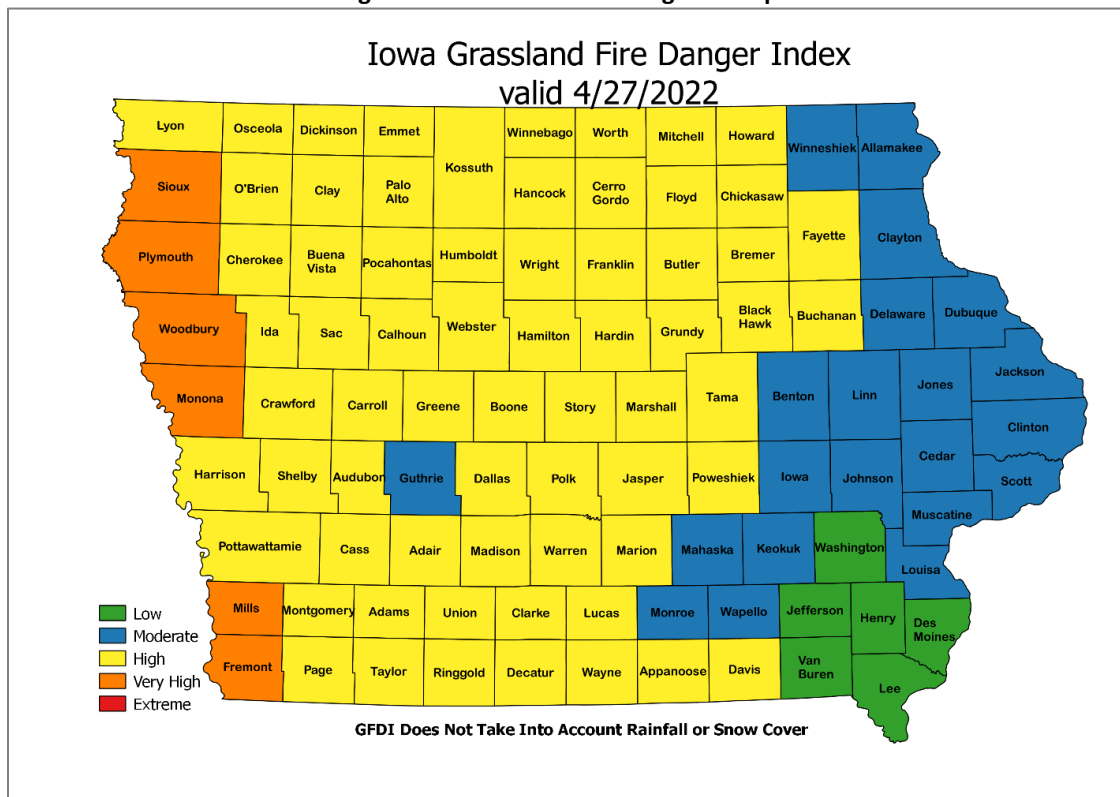 Iowa Grassland Fire Danger Index
valid 4/27/2022
Lyon
Osceola
Dickinson
Emmet
Kossuth
Winnebago
Worth
Mitchell
Howard
Winneshiek
Allamakee
Sioux
O'Brien
Clay
Palo
Alto
Hancock
Cerro
Gordo
Floyd
Chickasaw
Fayette
Clayton
Plymouth
Cherokee
Buena
Vista
Pocahontas
Humboldt
Wright
Franklin
Butler
Bremer
Woodbury
Ida
Sac
Calhoun
Webster
Hamilton
Hardin
Grundy
Black
Hawk
Buchanan
Delaware
Dubuque
Monona
Crawford
Carroll
Greene
Boone
Story
Marshall
Tama
Benton
Linn
Jones
Jackson
Clinton
Harrison
Shelby
Audubon
Guthrie
Dallas
Polk
Jasper
Poweshiek
Iowa
Johnson
Cedar
Scott
Muscatine
Pottawattamie
Cass
Adair
Madison
Warren
Marion
Mahaska
Keokuk
Washington
Louisa
Mills
Montgomery
Adams
Union
Clarke
Lucas
Monroe
Wapello
Jefferson
Henry
Des
Moines
Fremont
Page
Taylor
Ringgold
Decatur
Wayne
Appanoose
Davis
Van
Buren
Lee
Low
Moderate
High
Very High
Extreme
GFDI Does Not Take Into Account Rainfall or Snow Cover